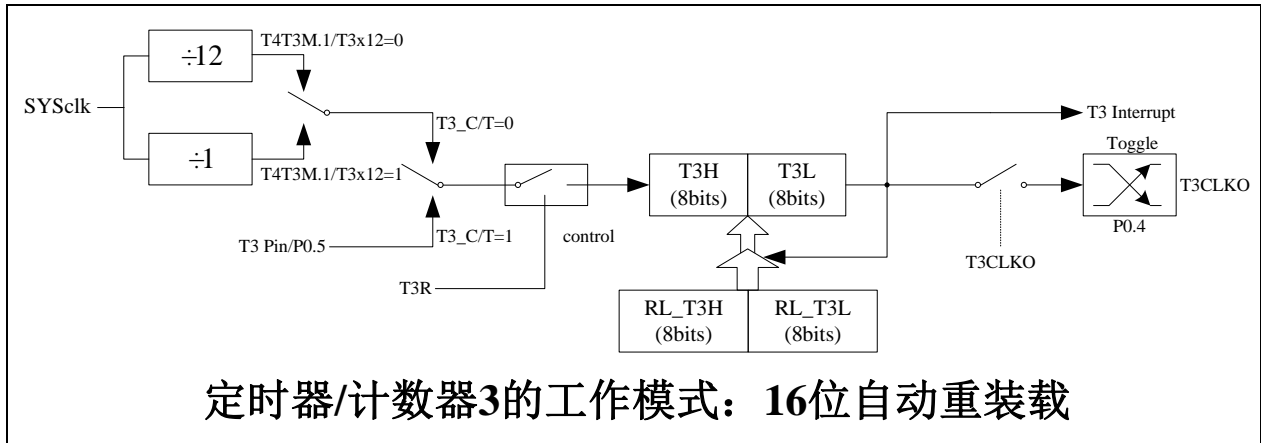 ÷12
T4T3M.1/T3x12=0
SYSclk
÷1
T4T3M.1/T3x12=1
T3_C/T=0
T3_C/T=1
T3 Pin/P0.5
T3R
control
T3H
(8bits)
T3L
(8bits)
RL_T3H
(8bits)
RL_T3L
(8bits)
T3 Interrupt
Toggle
T3CLKO
P0.4
T3CLKO
定时器/计数器3的工作模式：16位自动重装载